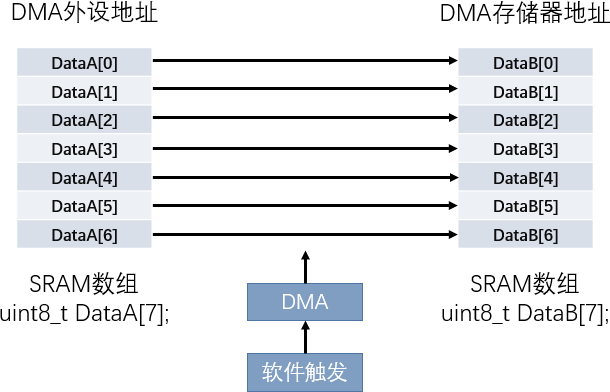 DMA外设地址
DMA存储器地址
DataA[0]
DataB[0]
DataA[1]
DataB[1]
DataA[2]
DataB[2]
DataA[3]
DataB[3]
DataA[4]
DataB[4]
DataA[5]
DataB[5]
DataA[6]
DataB[6]
SRAM数组
uint8_t DataA[7];
SRAM数组
uint8_t DataB[7];
DMA
软件触发